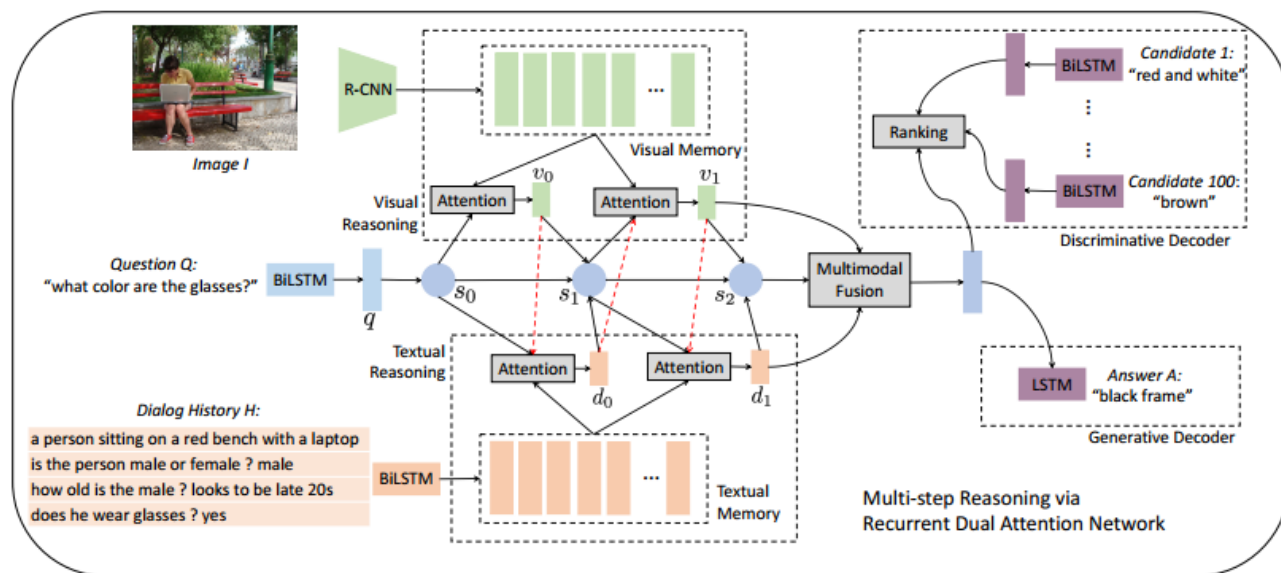 Image I
R-CNN
...
Visual Memory
Visual
Reasoning
Attention
v0
Attention
v1
Question Q:
“what color are the glasses?”
BiLSTM
q
s0
s1
s2
Multimodal
Fusion
Textual
Reasoning
Attention
d0
Attention
d1
Dialog History H:
a person sitting on a red bench with a laptop
is the person male or female ? male
how old is the male ? looks to be late 20s
does he wear glasses ? yes
BiLSTM
...
Textual
Memory
Candidate 1:
“red and white”
BiLSTM
...
...
Ranking
BiLSTM
Candidate 100:
“brown”
Discriminative Decoder
LSTM
Answer A:
“black frame”
Generative Decoder
Multi-step Reasoning via
Recurrent Dual Attention Network